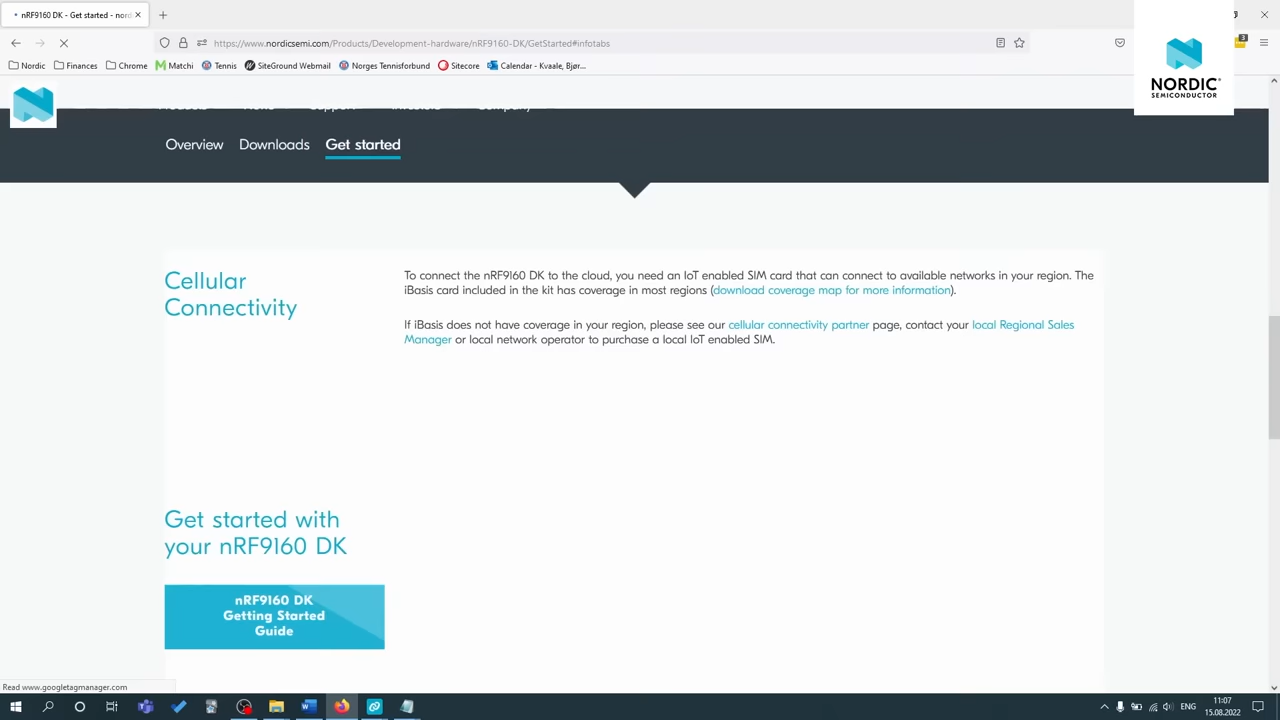 nRF9160 DK - Get started - nord
https://www.nordicsemi.com/Products/Development-hardware/nRF9160-DK/GetStarted#infotabs
3
Nordic Finances Chrome Matchi Tennis SiteGround Webmail Norges Tennisforbund Sitecore Calendar - Kvaale, Bjør...
NORDIC
SEMICONDUCTOR
Support Company
Overview Downloads Get started
Cellular
Connectivity
To connect the nRF9160 DK to the cloud, you need an IoT enabled SIM card that can connect to available networks in your region. The
iBasis card included in the kit has coverage in most regions (download coverage map for more information).
If iBasis does not have coverage in your region, please see our cellular connectivity partner page, contact your local Regional Sales
Manager or local network operator to purchase a local IoT enabled SIM.
Get started with
your nRF9160 DK
nRF9160 DK
Getting Started
Guide
Read www.googletagmanager.com
ENG
11:07
15.08.2022